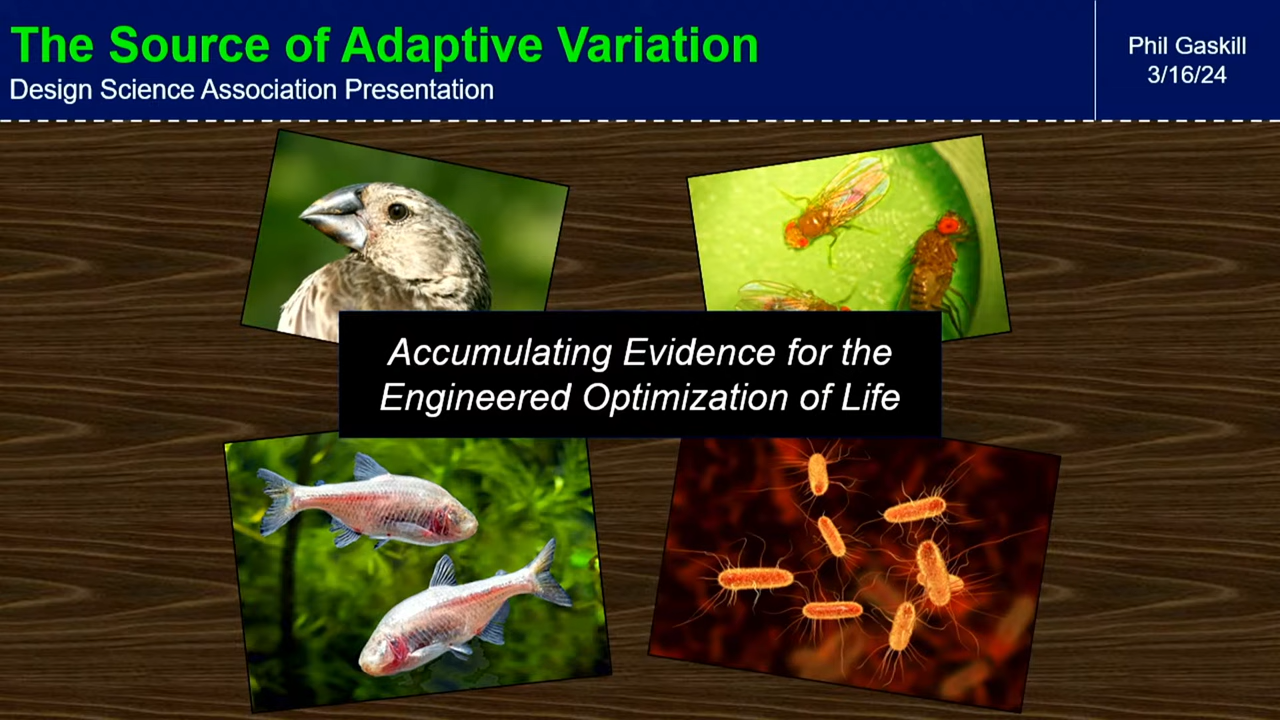 The Source of Adaptive Variation
Design Science Association Presentation
Phil Gaskill
3/16/24
Accumulating Evidence for the
Engineered Optimization of Life